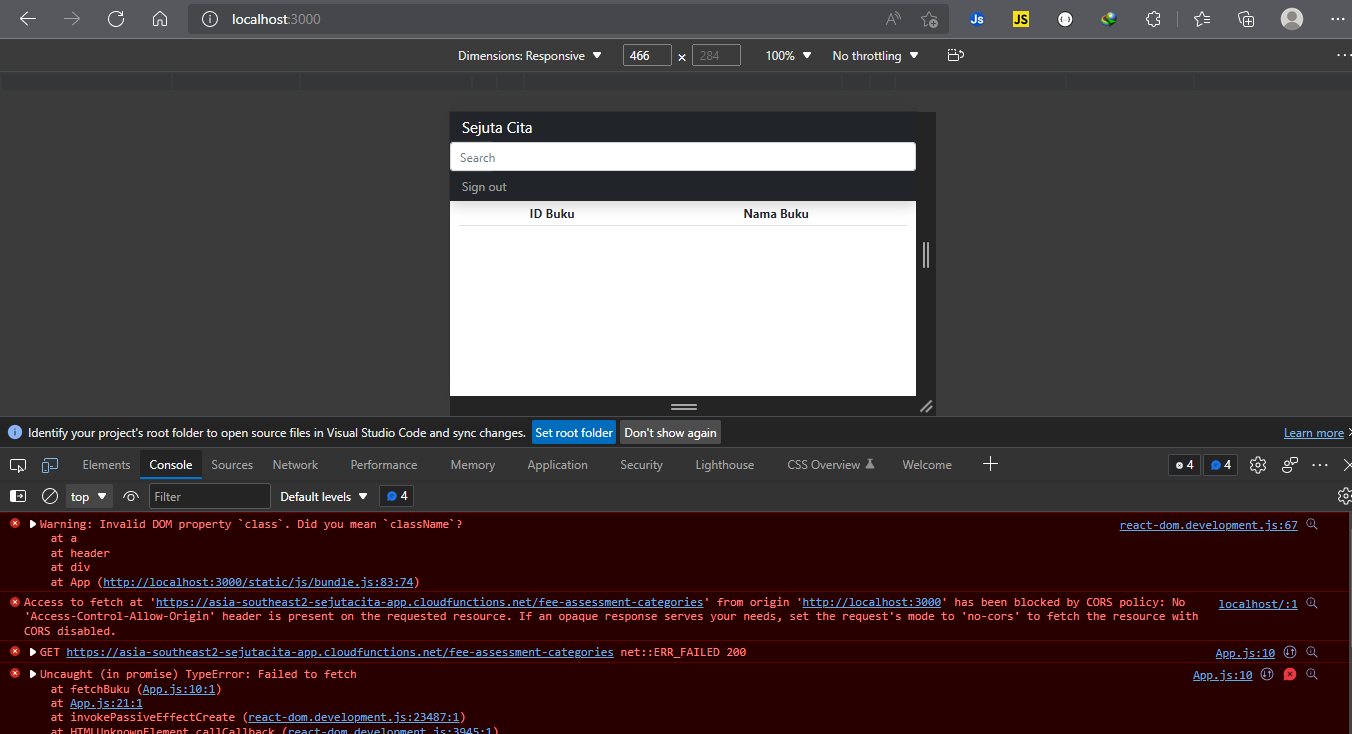 localhost:3000
Dimensions: Responsive 466 × 284 100% No throttling
Sejuta Cita
Search
Sign out
ID Buku Nama Buku
Identify your project's root folder to open source files in Visual Studio Code and sync changes. Set root folder Don't show again Learn more
Elements Console Sources Network Performance Memory Application Security Lighthouse CSS Overview Welcome 4 4
top Filter Default levels 4
Warning: Invalid DOM property `class`. Did you mean `className`? react-dom.development.js:67
at a
at header
at div
at App (http://localhost:3000/static/js/bundle.js:83:74)
Access to fetch at 'https://asia-southeast2-sejutacita-app.cloudfunctions.net/fee-assessment-categories' from origin 'http://localhost:3000' has been blocked by CORS policy: No localhost/:1
'Access-Control-Allow-Origin' header is present on the requested resource. If an opaque response serves your needs, set the request's mode to 'no-cors' to fetch the resource with
CORS disabled.
GET https://asia-southeast2-sejutacita-app.cloudfunctions.net/fee-assessment-categories net::ERR_FAILED 200 App.js:10
Uncaught (in promise) TypeError: Failed to fetch App.js:10
at fetchBuku (App.js:10:1)
at App.js:21:1
at invokePassiveEffectCreate (react-dom.development.js:23487:1)
at HTMLUnknownElement.callCallback (react-dom.development.js:3945:1)